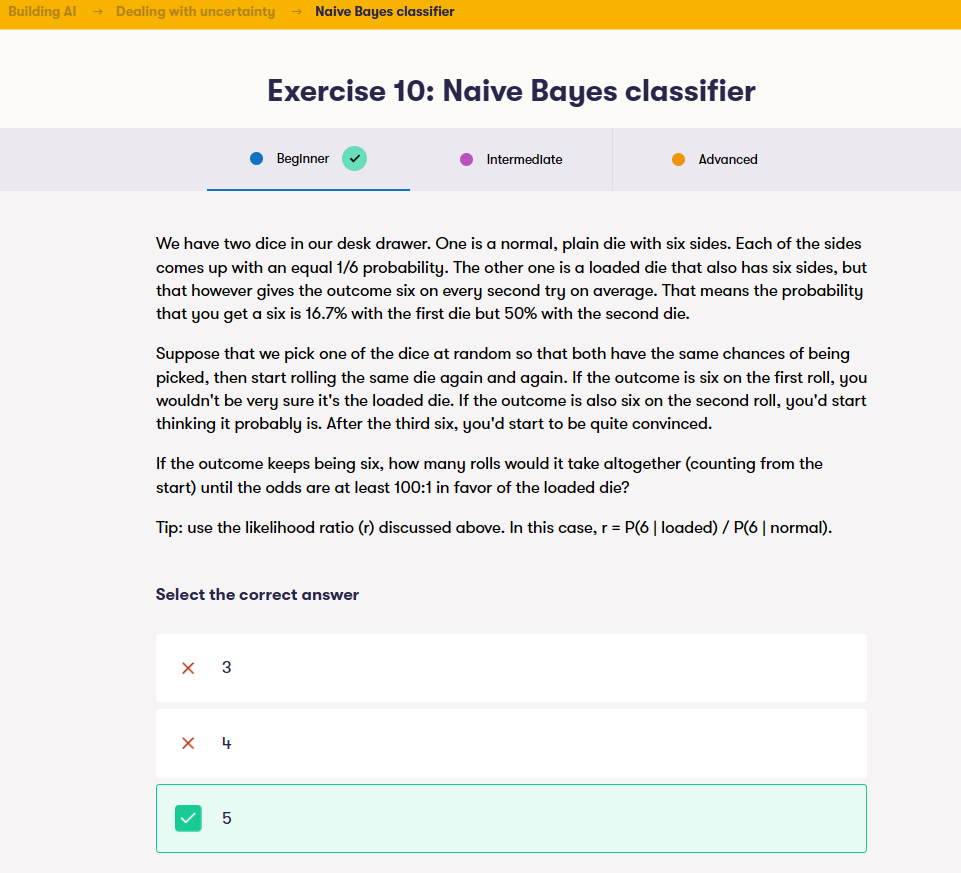 Building AI → Dealing with uncertainty → Naive Bayes classifier
Exercise 10: Naive Bayes classifier
Beginner Intermediate Advanced
We have two dice in our desk drawer. One is a normal, plain die with six sides. Each of the sides
comes up with an equal 1/6 probability. The other one is a loaded die that also has six sides, but
that however gives the outcome six on every second try on average. That means the probability
that you get a six is 16.7% with the first die but 50% with the second die.
Suppose that we pick one of the dice at random so that both have the same chances of being
picked, then start rolling the same die again and again. If the outcome is six on the first roll, you
wouldn't be very sure it's the loaded die. If the outcome is also six on the second roll, you'd start
thinking it probably is. After the third six, you'd start to be quite convinced.
If the outcome keeps being six, how many rolls would it take altogether (counting from the
start) until the odds are at least 100:1 in favor of the loaded die?
Tip: use the likelihood ratio (r) discussed above. In this case, r = P(6 | loaded) / P(6 | normal).
Select the correct answer
3
4
5